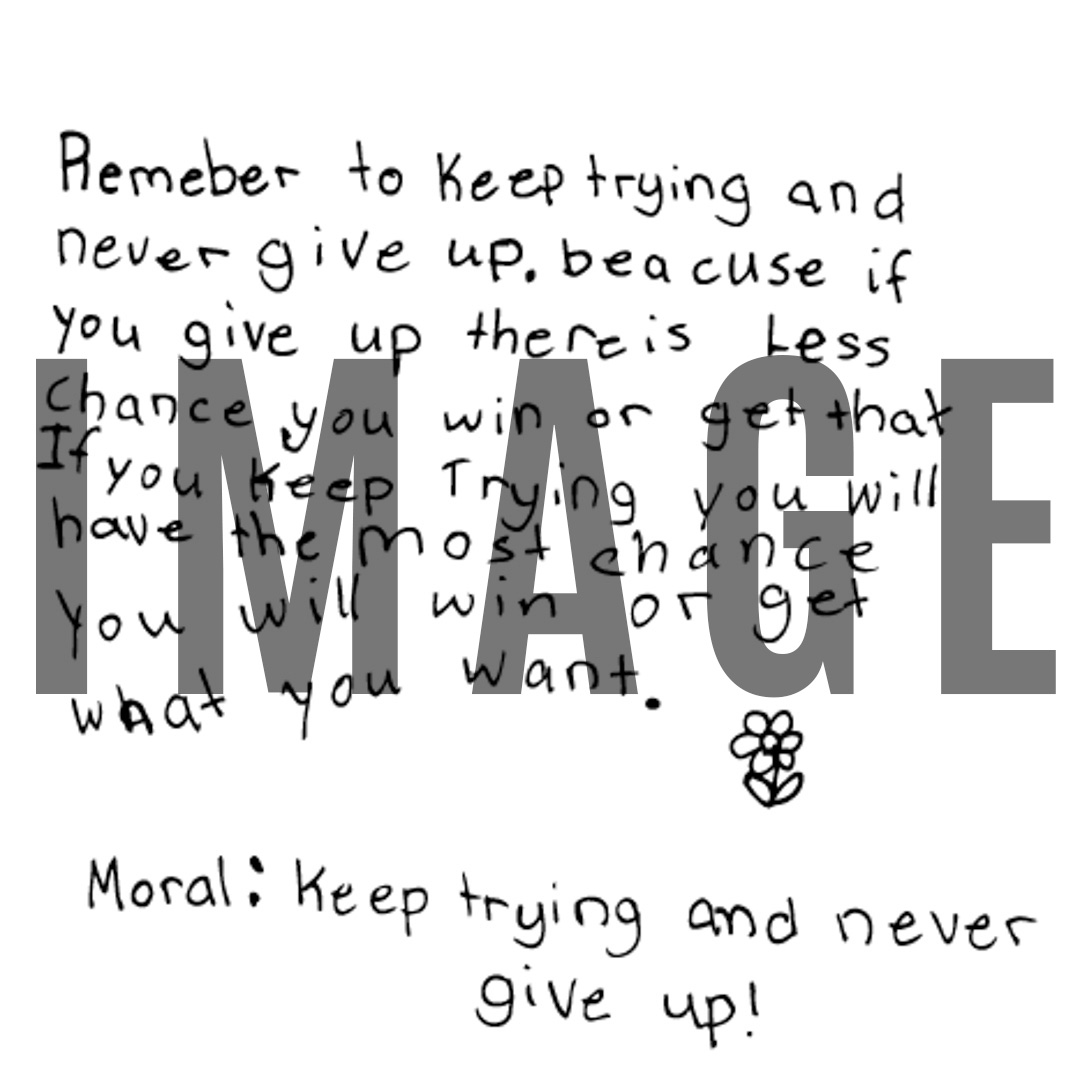 Remeber to Keep trying and
never give up. beacuse if
you give up there is Less
chance you win or get that
If you Keep Trying you will
have the most chance
you will win or get
what you want.
IMAGE
Moral: Keep trying and never
give up!